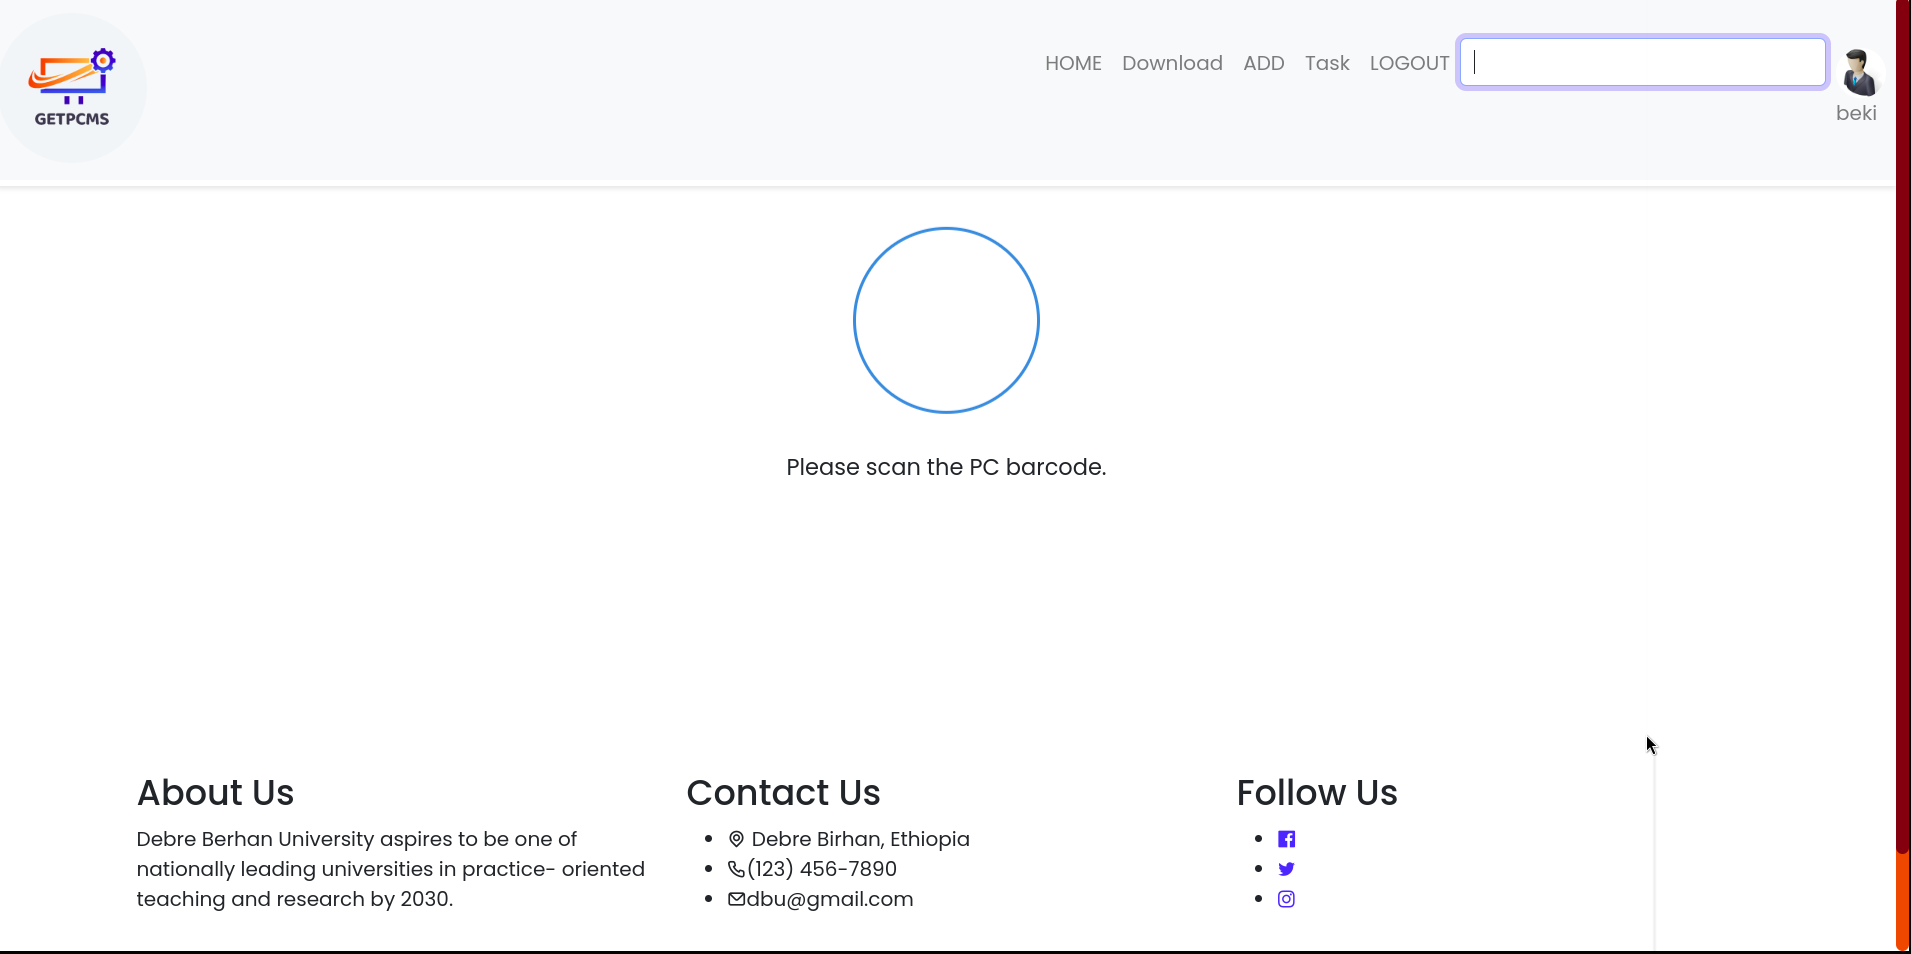 GETPCMS
HOME Download ADD Task LOGOUT
beki
Please scan the PC barcode.
About Us
Debre Berhan University aspires to be one of
nationally leading universities in practice- oriented
teaching and research by 2030.
Contact Us
Debre Birhan, Ethiopia
(123) 456-7890
dbu@gmail.com
Follow Us